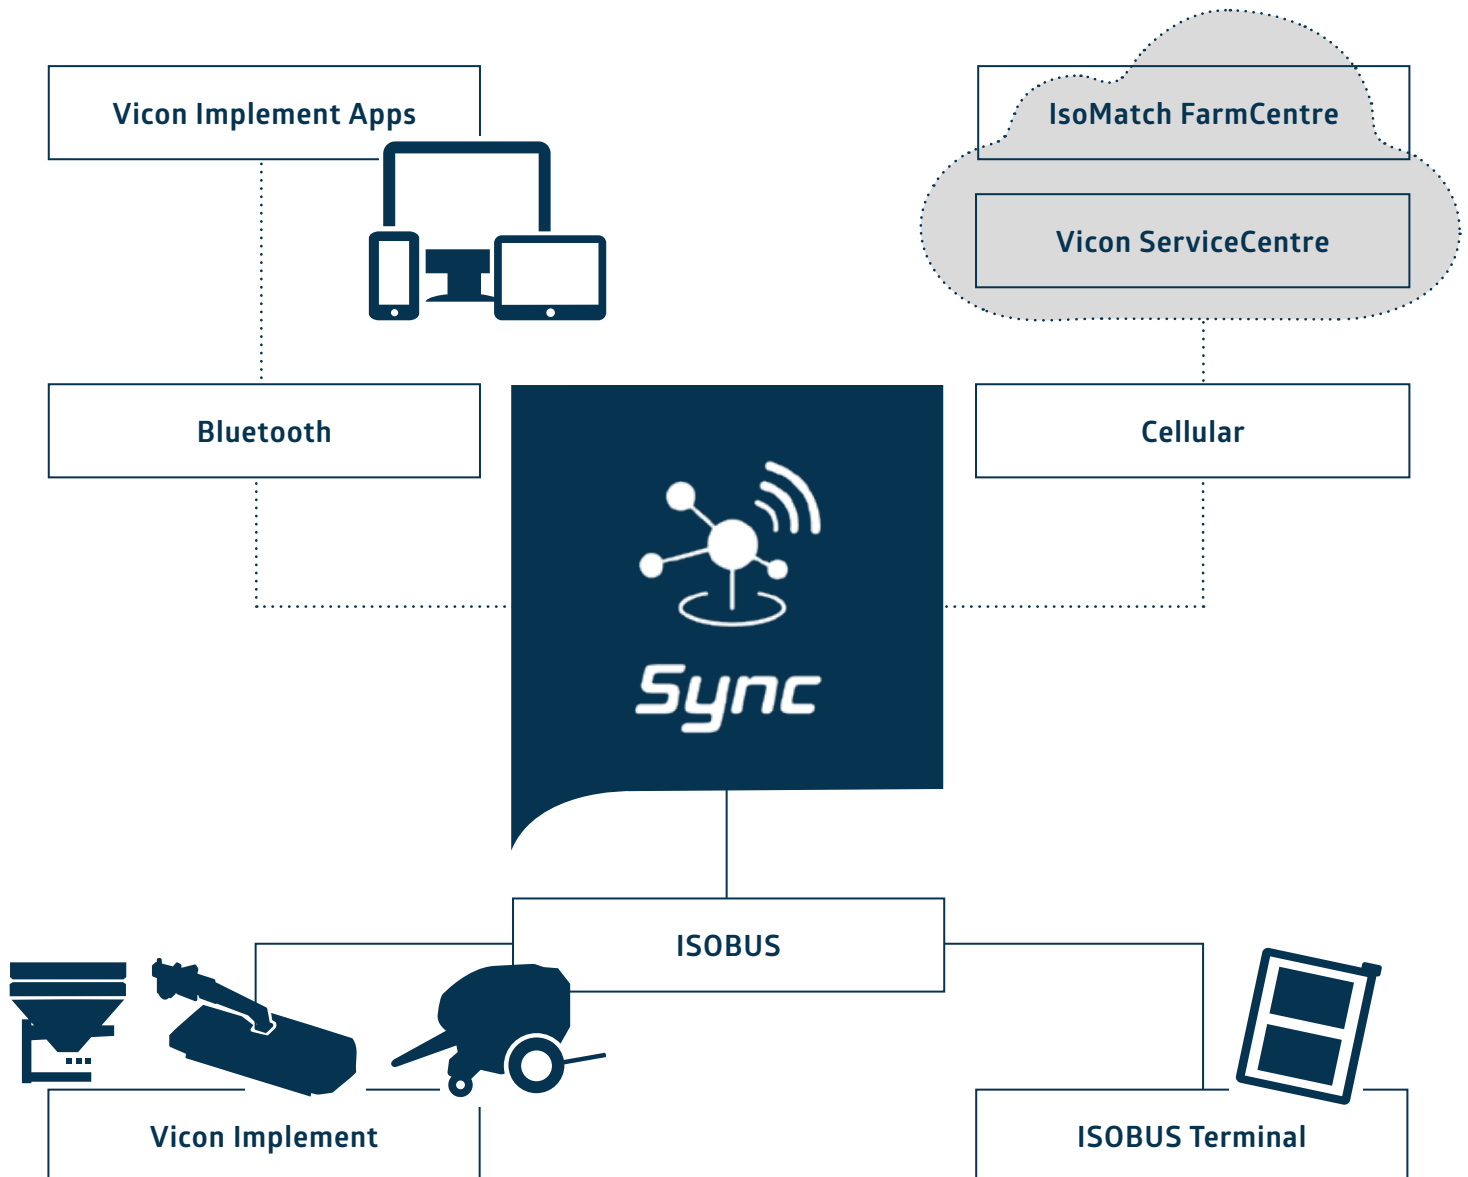 Vicon Implement Apps
IsoMatch FarmCentre
Vicon ServiceCentre
Bluetooth
Cellular
Sync
ISOBUS
Vicon Implement
ISOBUS Terminal